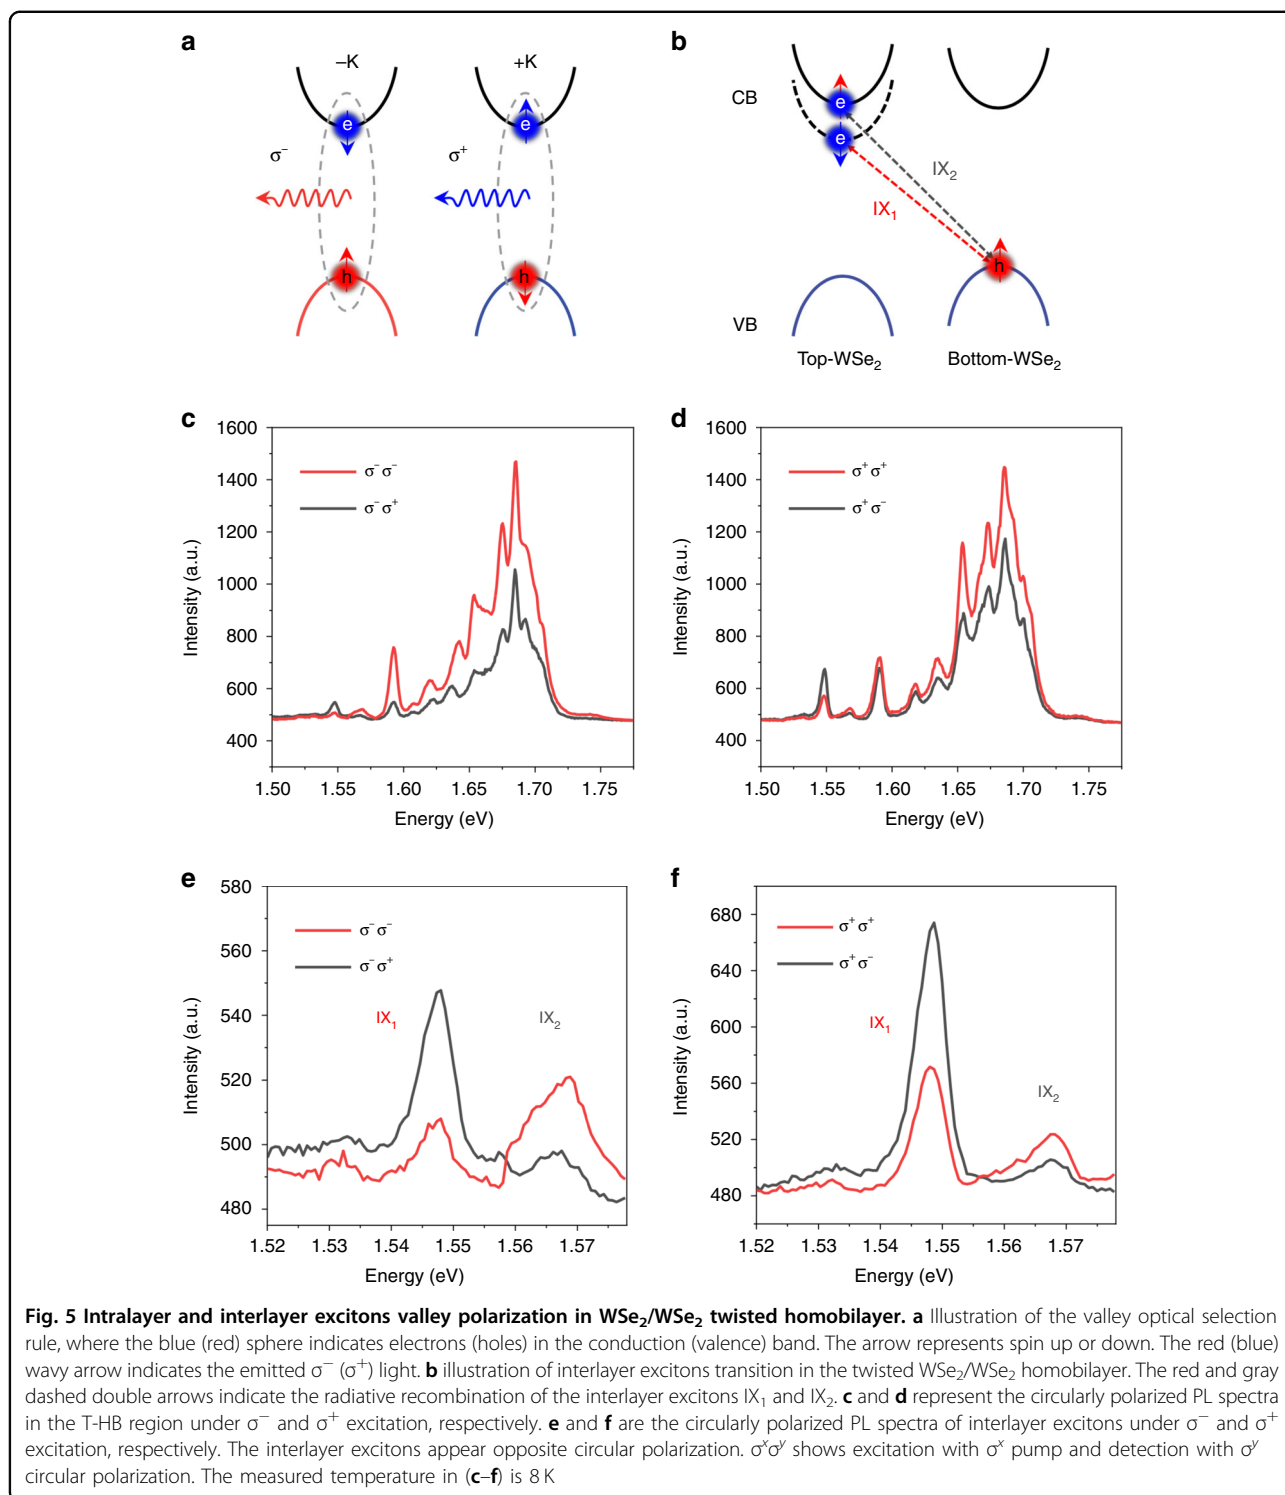 a
−K
+K
e
e
σ⁻
σ⁺
h
h
b
CB
e
e
IX₂
IX₁
h
VB
Top-WSe₂
Bottom-WSe₂
c
1600
1400
1200
1000
800
600
400
Intensity (a.u.)
σ⁻ σ⁻
σ⁻ σ⁺
1.50 1.55 1.60 1.65 1.70 1.75
Energy (eV)
d
1600
1400
1200
1000
800
600
400
Intensity (a.u.)
σ⁺ σ⁺
σ⁺ σ⁻
1.50 1.55 1.60 1.65 1.70 1.75
Energy (eV)
e
580
560
540
520
500
480
Intensity (a.u.)
σ⁻ σ⁻
σ⁻ σ⁺
IX₁
IX₂
1.52 1.53 1.54 1.55 1.56 1.57
Energy (eV)
f
680
640
600
560
520
480
Intensity (a.u.)
σ⁺ σ⁺
σ⁺ σ⁻
IX₁
IX₂
1.52 1.53 1.54 1.55 1.56 1.57
Energy (eV)
Fig. 5 Intralayer and interlayer excitons valley polarization in WSe₂/WSe₂ twisted homobilayer. a Illustration of the valley optical selection
rule, where the blue (red) sphere indicates electrons (holes) in the conduction (valence) band. The arrow represents spin up or down. The red (blue)
wavy arrow indicates the emitted σ⁻ (σ⁺) light. b illustration of interlayer excitons transition in the twisted WSe₂/WSe₂ homobilayer. The red and gray
dashed double arrows indicate the radiative recombination of the interlayer excitons IX₁ and IX₂. c and d represent the circularly polarized PL spectra
in the T-HB region under σ⁻ and σ⁺ excitation, respectively. e and f are the circularly polarized PL spectra of interlayer excitons under σ⁻ and σ⁺
excitation, respectively. The interlayer excitons appear opposite circular polarization. σˣσʸ shows excitation with σˣ pump and detection with σʸ
circular polarization. The measured temperature in (c–f) is 8 K